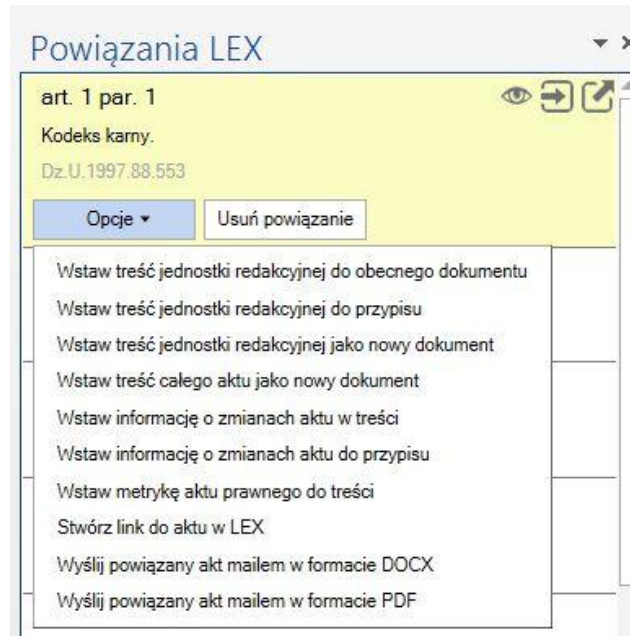 Powiązania LEX
art. 1 par. 1
Kodeks karny.
Dz.U.1997.88.553
Opcje
Usuń powiązanie
Wstaw treść jednostki redakcyjnej do obecnego dokumentu
Wstaw treść jednostki redakcyjnej do przypisu
Wstaw treść jednostki redakcyjnej jako nowy dokument
Wstaw treść całego aktu jako nowy dokument
Wstaw informację o zmianach aktu w treści
Wstaw informację o zmianach aktu do przypisu
Wstaw metrykę aktu prawnego do treści
Stwórz link do aktu w LEX
Wyślij powiązany akt mailem w formacie DOCX
Wyślij powiązany akt mailem w formacie PDF